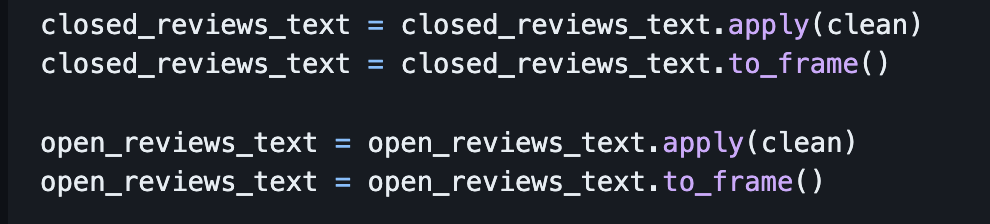 closed_reviews_text = closed_reviews_text.apply(clean)
closed_reviews_text = closed_reviews_text.to_frame()
open_reviews_text = open_reviews_text.apply(clean)
open_reviews_text = open_reviews_text.to_frame()